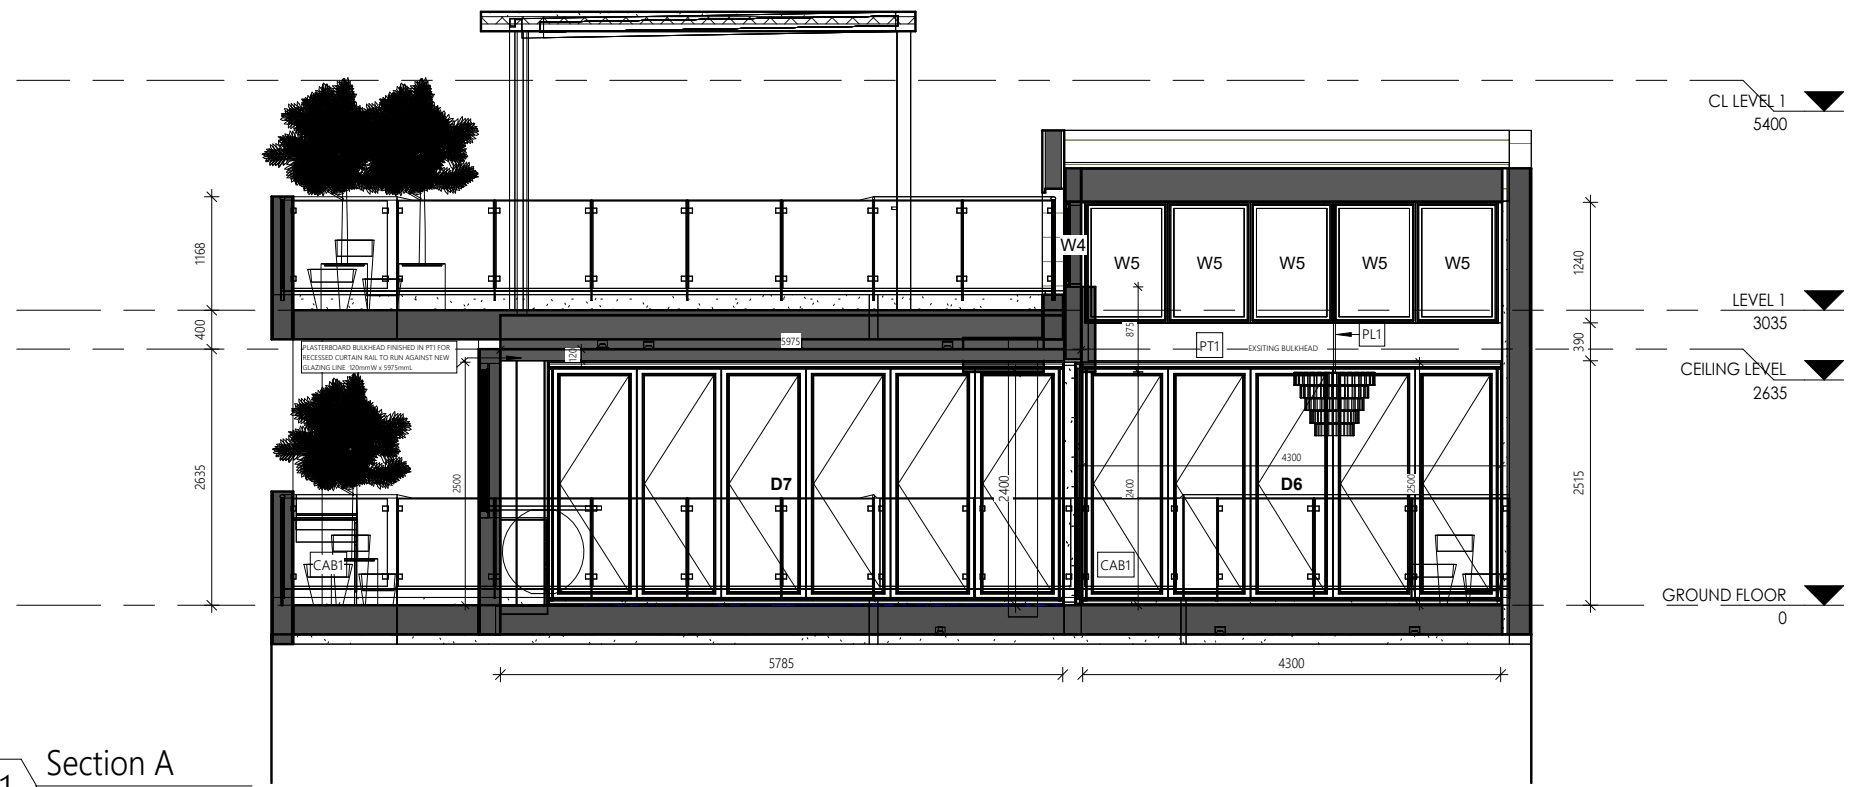 CL LEVEL 1
5400
1168
W4
W5 W5 W5 W5 W5
1240
LEVEL 1
3035
400
875
390
PLASTERBOARD BULKHEAD FINISHED IN PT1 FOR
RECESSED CURTAIN RAIL TO RUN AGAINST NEW
GLAZING LINE 120mmW x 5975mmL
120
5975
PT1
EXSITING BULKHEAD
PL1
CEILING LEVEL
2635
2635
2500
D7
2400
2400
4300
D6
2500
2515
CAB1
CAB1
GROUND FLOOR
0
5785
4300
1
Section A